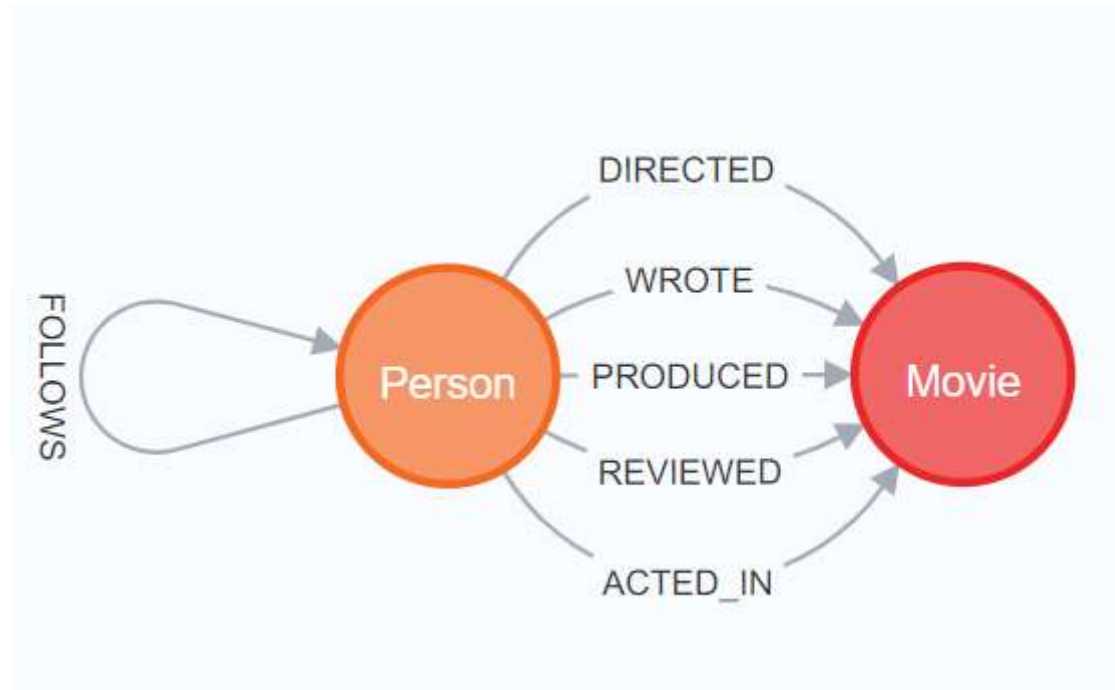 DIRECTED
WROTE
FOLLOWS
Person
PRODUCED
Movie
REVIEWED
ACTED_IN